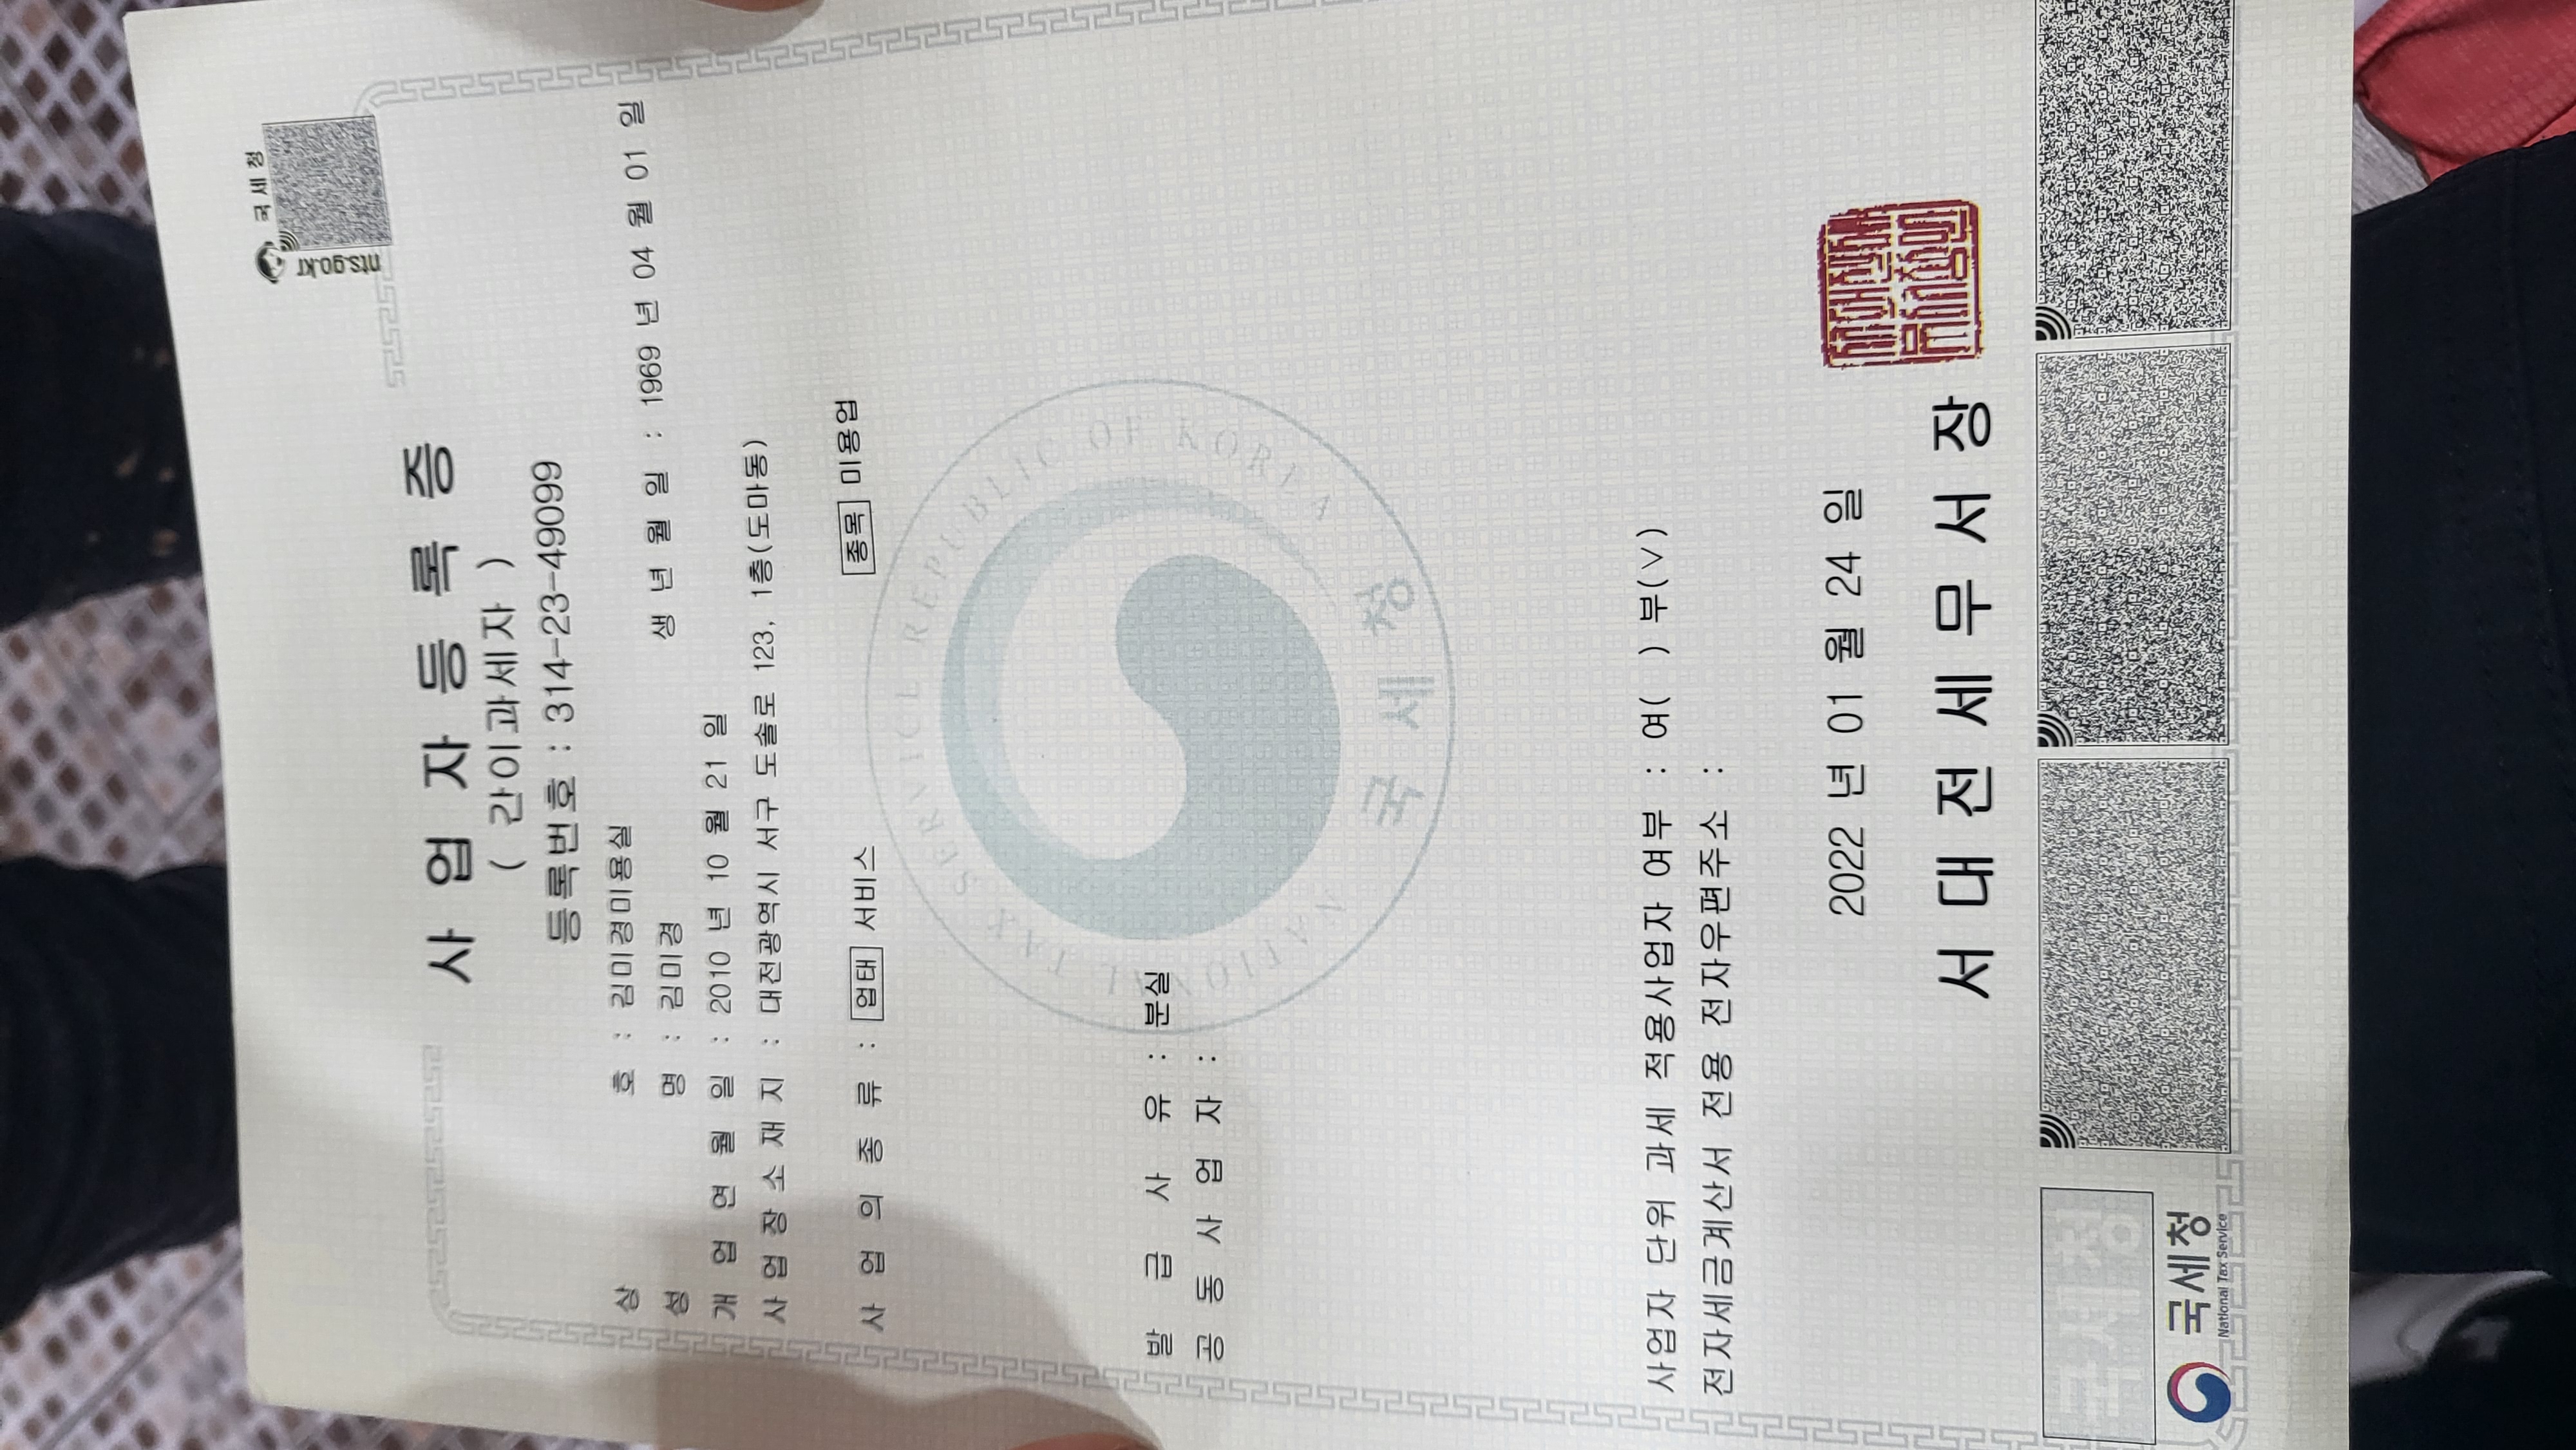 국세청
nts.go.kr
사업자등록증
( 간이과세자 )
등록번호 : 314-23-49099
상 호 : 김미경미용실
성 명 : 김미경 생 년 월 일 : 1969 년 04 월 01 일
개 업 연 월 일 : 2010 년 10 월 21 일
사 업 장 소 재 지 : 대전광역시 서구 도솔로 123, 1층(도마동)
사 업 의 종 류 : 업태 서비스 종목 미용업
NATIONAL TAX SERVICE REPUBLIC OF KOREA
국세청
발 급 사 유 : 분실
공 동 사 업 자 :
사업자 단위 과세 적용사업자 여부 : 여( ) 부(∨)
전자세금계산서 전용 전자우편주소 :
2022 년 01 월 24 일
서 대 전 세 무 서 장
국세청
국세청
National Tax Service